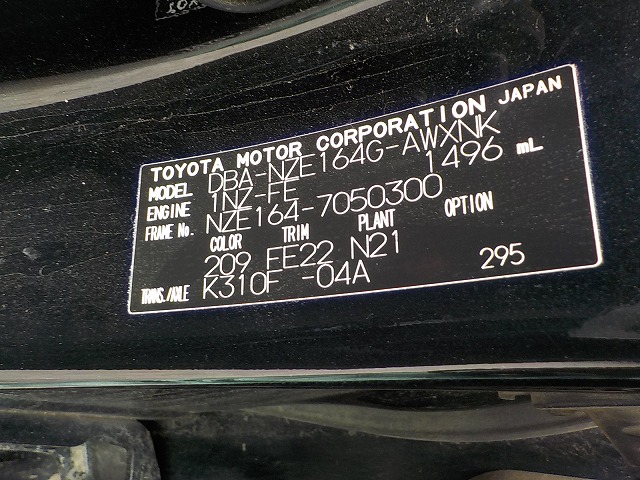 TOYOTA MOTOR CORPORATION JAPAN
MODEL DBA-NZE164G-AWXNK
ENGINE 1NZ-FE 1496 mL
FRAME No. NZE164-7050300
COLOR TRIM PLANT OPTION
209 FE22 N21
TRANS./AXLE K310F -04A 295